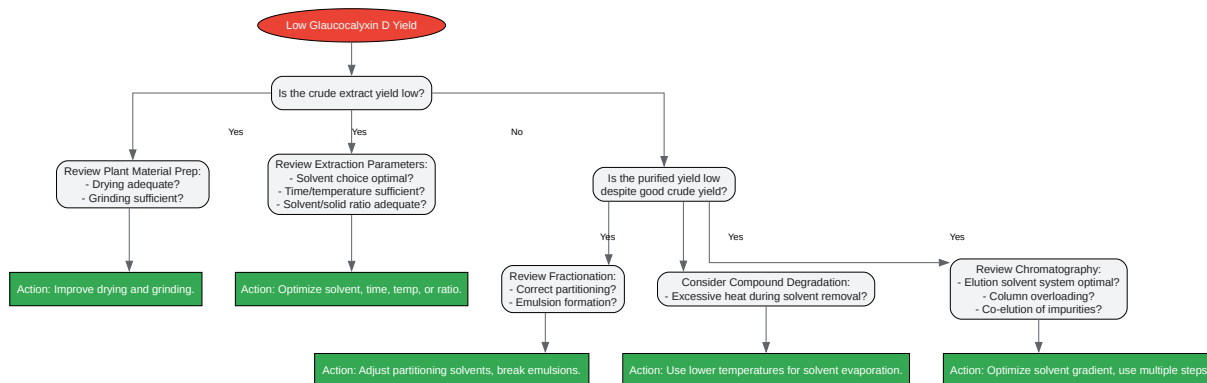 Low Glaucocalyxin D Yield
Is the crude extract yield low?
Yes
Yes
No
Review Plant Material Prep:
- Drying adequate?
- Grinding sufficient?
Review Extraction Parameters:
- Solvent choice optimal?
- Time/temperature sufficient?
- Solvent/solid ratio adequate?
Is the purified yield low
despite good crude yield?
Yes
Yes
Yes
Action: Improve drying and grinding.
Action: Optimize solvent, time, temp, or ratio.
Review Fractionation:
- Correct partitioning?
- Emulsion formation?
Consider Compound Degradation:
- Excessive heat during solvent removal?
Review Chromatography:
- Elution solvent system optimal?
- Column overloading?
- Co-elution of impurities?
Action: Adjust partitioning solvents, break emulsions.
Action: Use lower temperatures for solvent evaporation.
Action: Optimize solvent gradient, use multiple steps